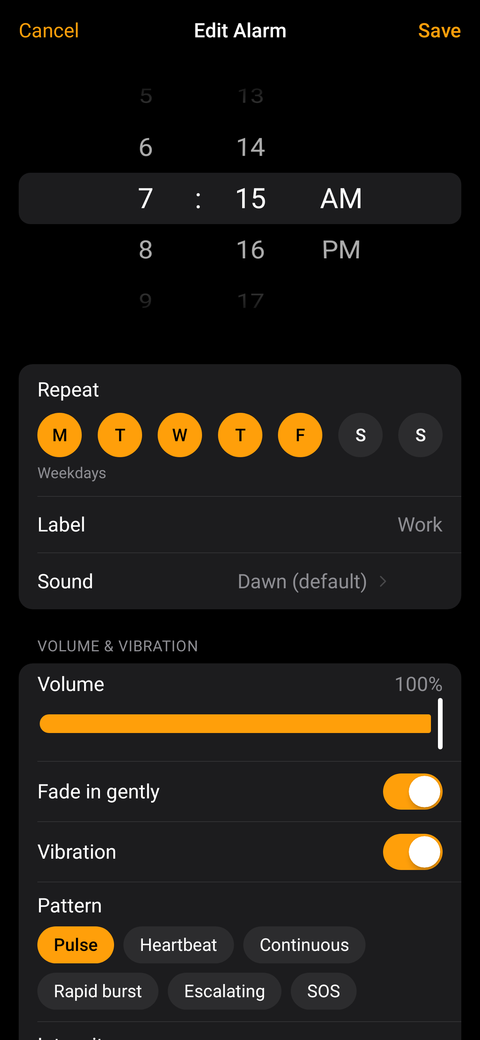 Cancel Edit Alarm Save
5 13
6 14
7 : 15 AM
8 16 PM
9 17
Repeat
M T W T F S S
Weekdays
Label Work
Sound Dawn (default)
VOLUME & VIBRATION
Volume 100%
Fade in gently
Vibration
Pattern
Pulse Heartbeat Continuous
Rapid burst Escalating SOS